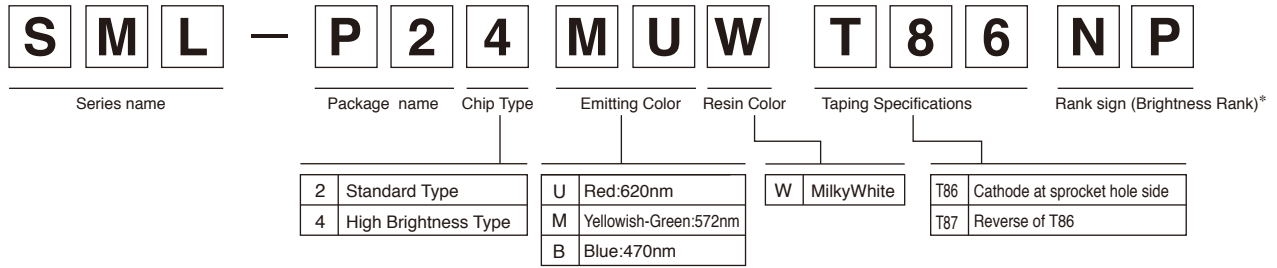 S M L – P 2 4 M U W T 8 6 N P
Series name Package name Chip Type Emitting Color Resin Color Taping Specifications Rank sign (Brightness Rank)*
2 Standard Type
4 High Brightness Type
U Red:620nm
M Yellowish-Green:572nm
B Blue:470nm
W MilkyWhite
T86 Cathode at sprocket hole side
T87 Reverse of T86